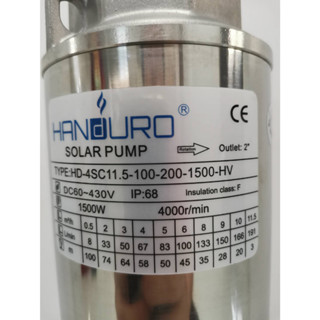 HANDURO ®
CE
SOLAR PUMP
Rotation
Outlet: 2"
TYPE:HD-4SC11.5-100-200-1500-HV
DC60~430V IP:68 Insulation class: F
1500W 4000r/min
m³/h 0.5 2 3 4 5 6 7 8 9 10 11.5
l/min 8 33 50 67 83 100 133 150 166 191
m 100 74 64 58 50 45 35 28 20 3